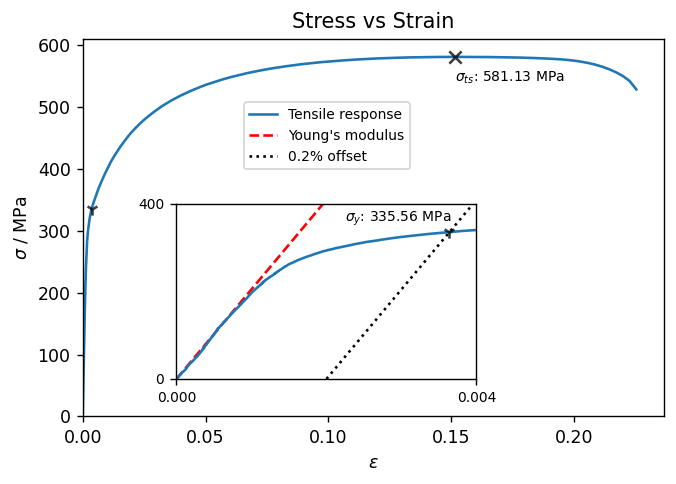 Stress vs Strain
600
500
400
300
200
100
0
σ / MPa
σts: 581.13 MPa
Tensile response
Young's modulus
0.2% offset
400
0
σy: 335.56 MPa
0.000
0.004
0.00
0.05
0.10
0.15
0.20
ε